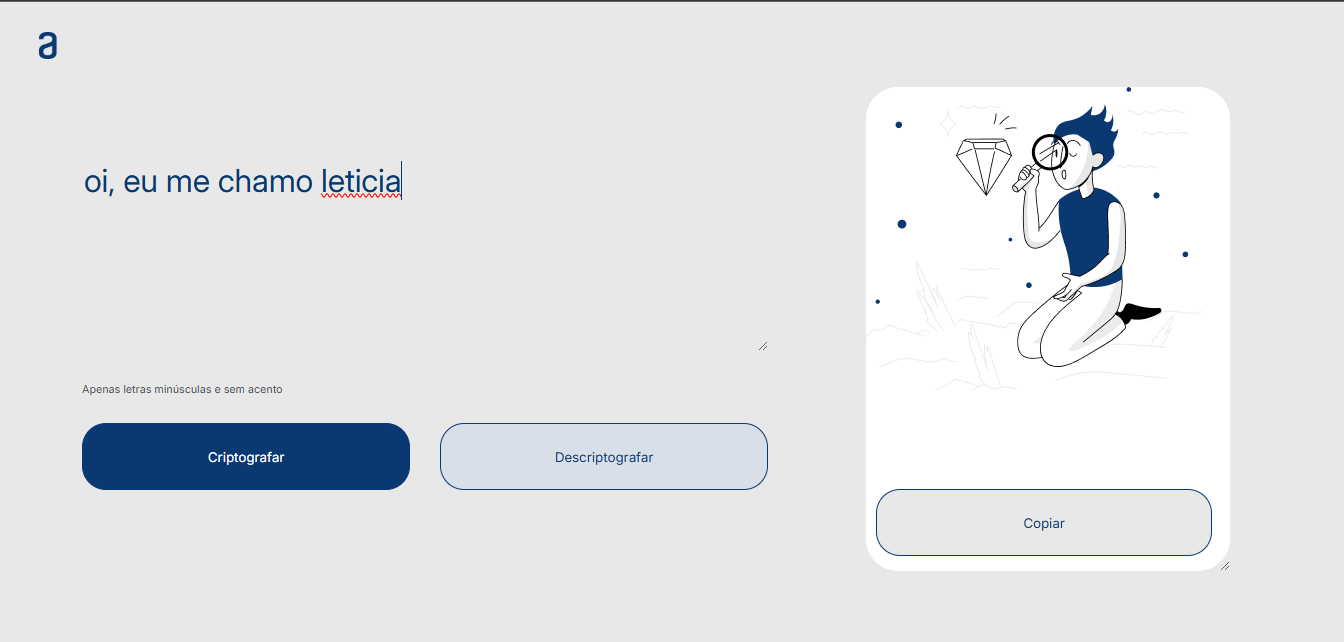 a
oi, eu me chamo leticia
Apenas letras minúsculas e sem acento
Criptografar
Descriptografar
Copiar